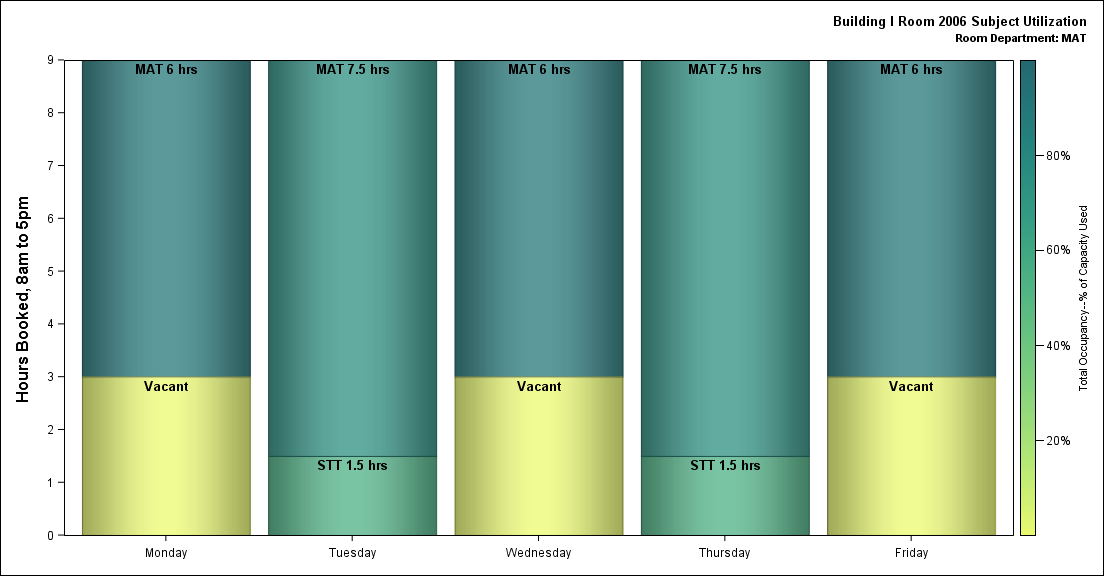 Building I Room 2006 Subject Utilization
Room Department: MAT
Hours Booked, 8am to 5pm
9
8
7
6
5
4
3
2
1
0
MAT 6 hrs
MAT 7.5 hrs
MAT 6 hrs
MAT 7.5 hrs
MAT 6 hrs
Vacant
Vacant
Vacant
STT 1.5 hrs
STT 1.5 hrs
Monday
Tuesday
Wednesday
Thursday
Friday
80%
60%
40%
20%
Total Occupancy--% of Capacity Used